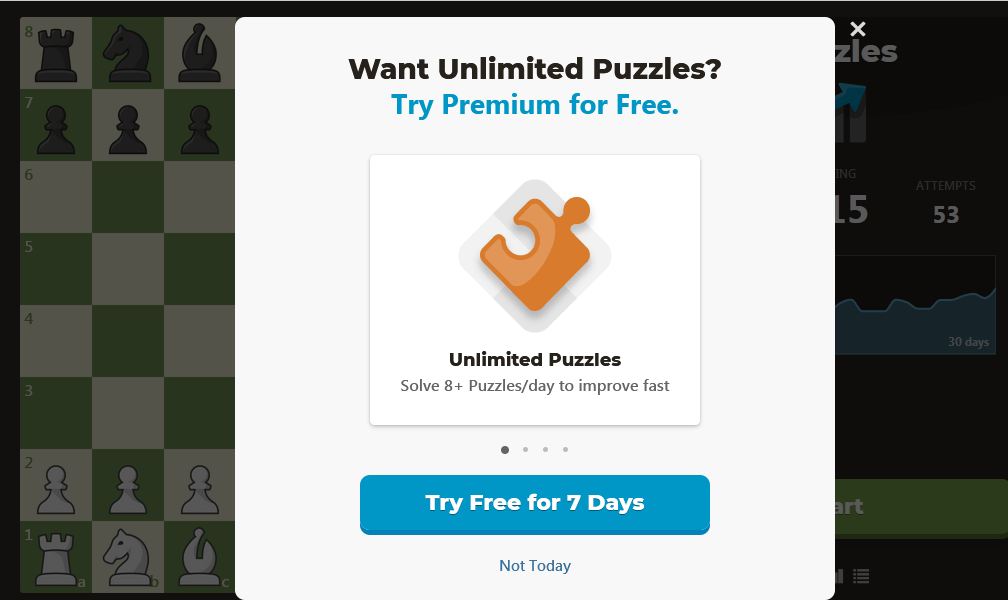 Want Unlimited Puzzles?
Try Premium for Free.
Unlimited Puzzles
Solve 8+ Puzzles/day to improve fast
Try Free for 7 Days
Not Today
×
8
7
6
5
4
3
2
1
a
b
c
zzles
ING
15
ATTEMPTS
53
30 days
art